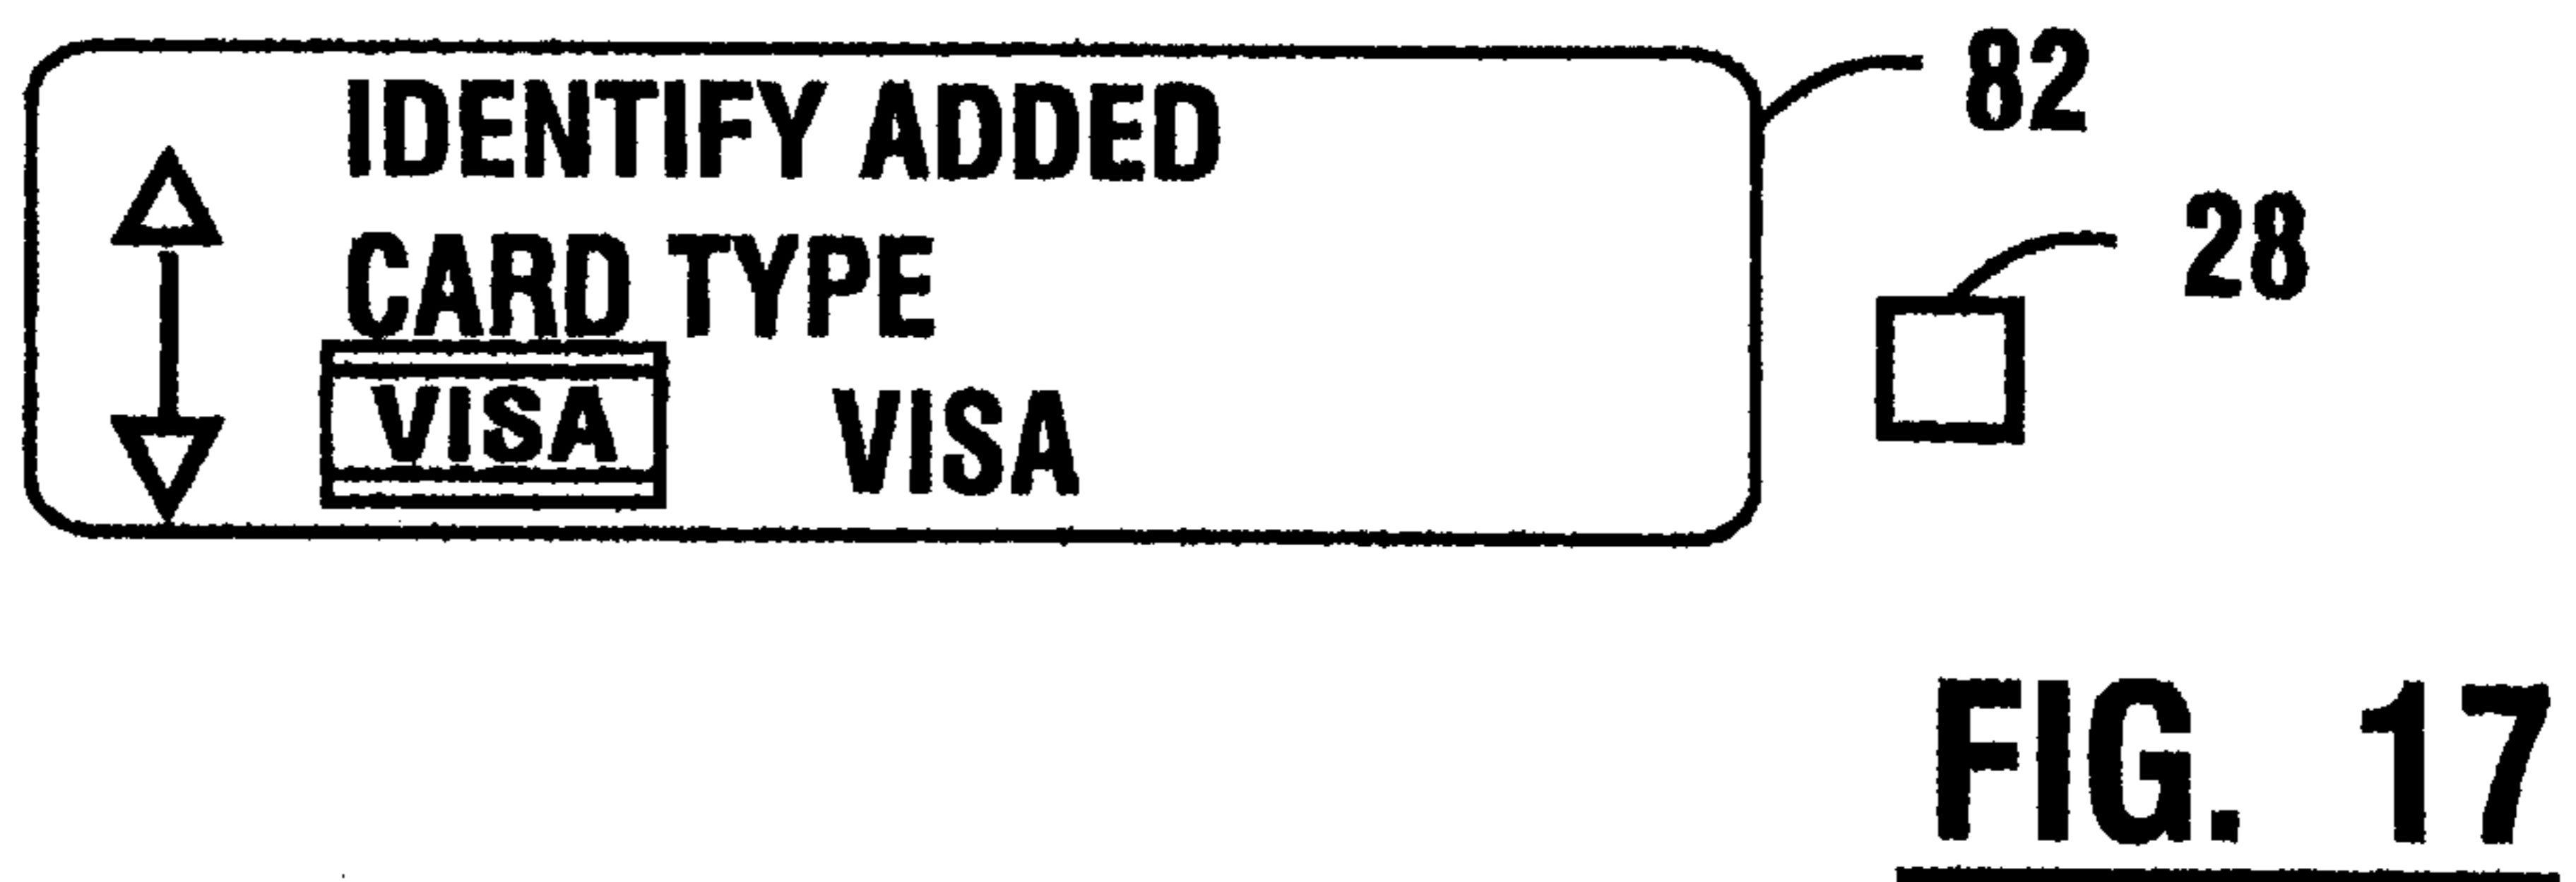 IDENTIFY ADDED
82
CARD TYPE
28
VISA VISA
FIG. 17